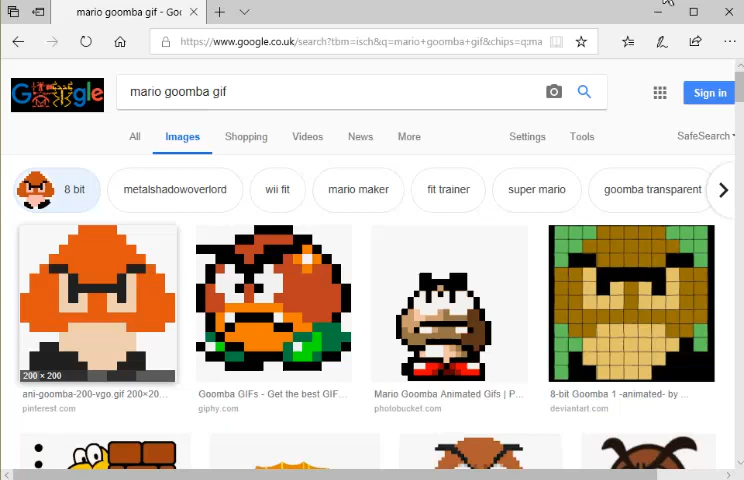 mario goomba gif - Goo
https://www.google.co.uk/search?tbm=isch&q=mario+goomba+gif&chips=q:ma
Google
mario goomba gif
Sign in
All Images Shopping Videos News More Settings Tools SafeSearch
8 bit metalshadowoverlord wii fit mario maker fit trainer super mario goomba transparent
200 × 200
ani-goomba-200-vgo gif 200×20... Goomba GIFs - Get the best GIF... Mario Goomba Animated Gifs | P... 8-bit Goomba 1 -animated- by ...
pinterest.com giphy.com photobucket.com deviantart.com